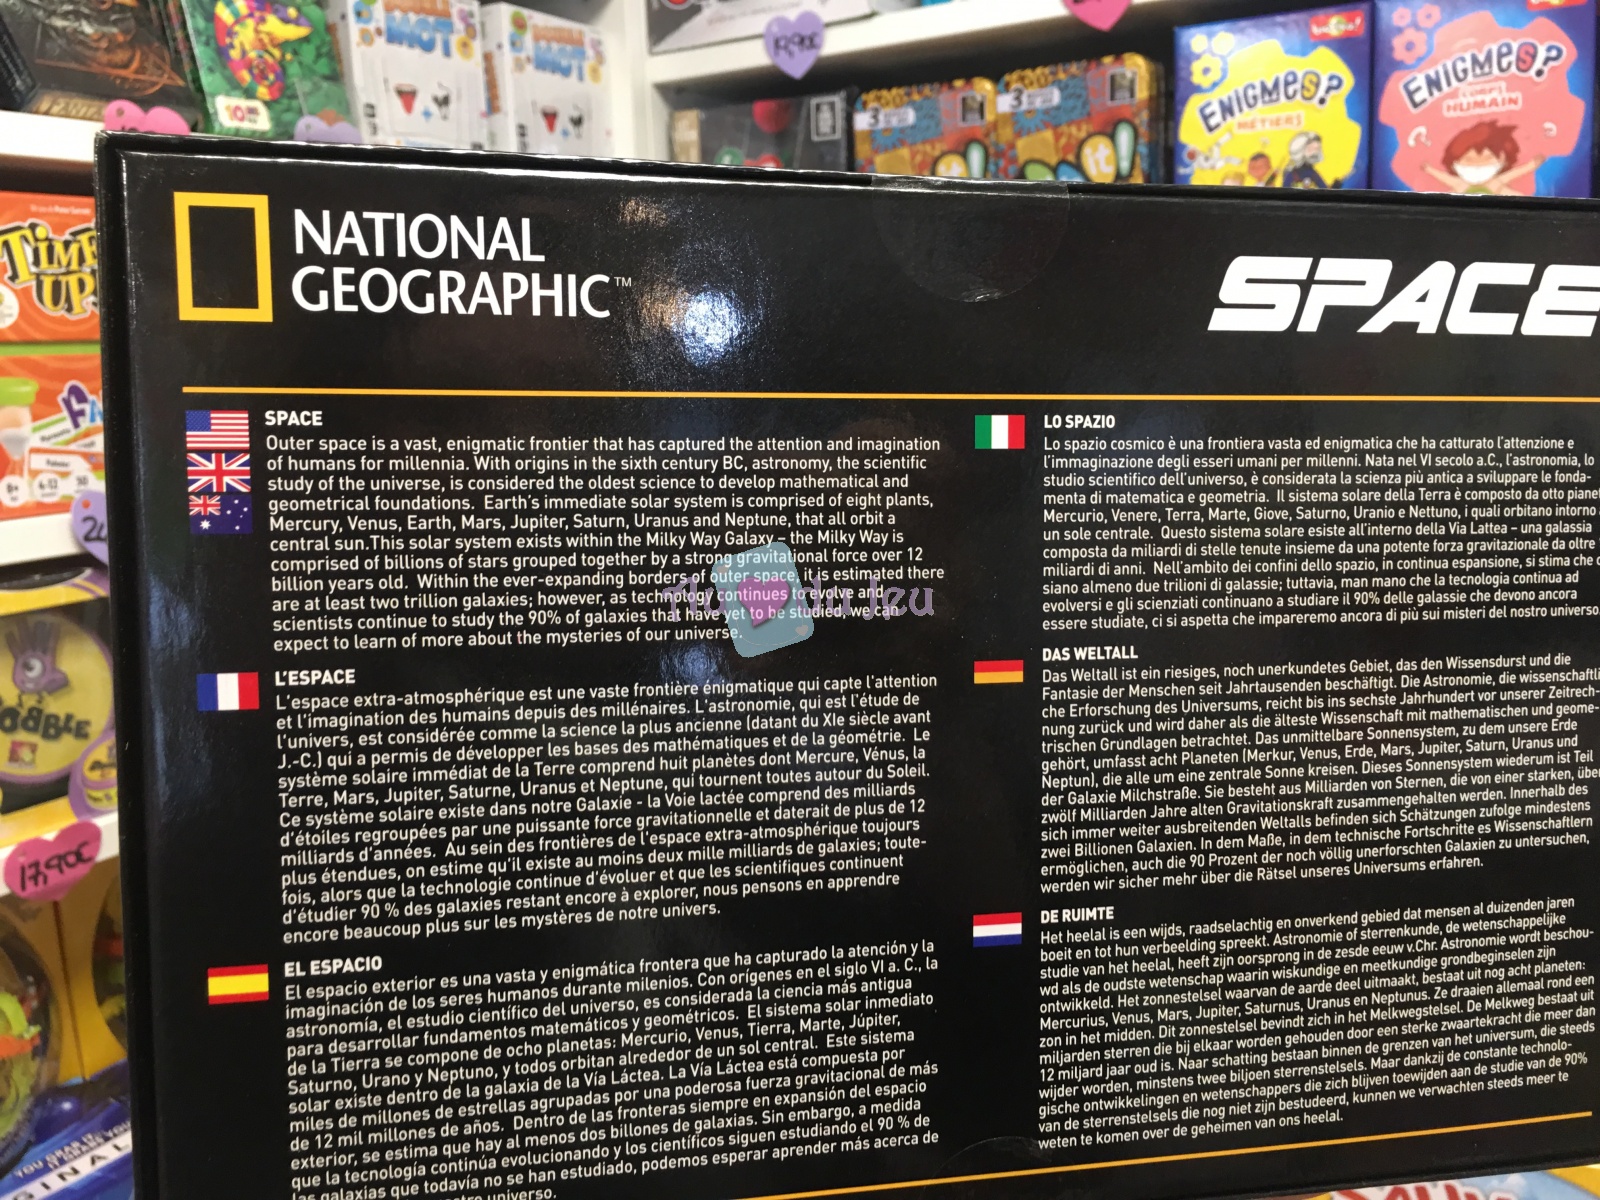 NATIONAL
GEOGRAPHIC™
SPACE
SPACE
Outer space is a vast, enigmatic frontier that has captured the attention and imagination
of humans for millennia. With origins in the sixth century BC, astronomy, the scientific
study of the universe, is considered the oldest science to develop mathematical and
geometrical foundations. Earth's immediate solar system is comprised of eight plants,
Mercury, Venus, Earth, Mars, Jupiter, Saturn, Uranus and Neptune, that all orbit a
central sun.This solar system exists within the Milky Way Galaxy – the Milky Way is
comprised of billions of stars grouped together by a strong gravitational force over 12
billion years old. Within the ever-expanding borders of outer space, it is estimated there
are at least two trillion galaxies; however, as technology continues to evolve and
scientists continue to study the 90% of galaxies that have yet to be studied, we can
expect to learn of more about the mysteries of our universe.
L'ESPACE
L'espace extra-atmosphérique est une vaste frontière énigmatique qui capte l'attention
et l'imagination des humains depuis des millénaires. L'astronomie, qui est l'étude de
l'univers, est considérée comme la science la plus ancienne (datant du XIe siècle avant
J.-C.) qui a permis de développer les bases des mathématiques et de la géométrie. Le
système solaire immédiat de la Terre comprend huit planètes dont Mercure, Vénus, la
Terre, Mars, Jupiter, Saturne, Uranus et Neptune, qui tournent toutes autour du Soleil.
Ce système solaire existe dans notre Galaxie - la Voie lactée comprend des milliards
d'étoiles regroupées par une puissante force gravitationnelle et daterait de plus de 12
milliards d'années. Au sein des frontières de l'espace extra-atmosphérique toujours
plus étendues, on estime qu'il existe au moins deux mille milliards de galaxies; toute-
fois, alors que la technologie continue d'évoluer et que les scientifiques continuent
d'étudier 90 % des galaxies restant encore à explorer, nous pensons en apprendre
encore beaucoup plus sur les mystères de notre univers.
EL ESPACIO
El espacio exterior es una vasta y enigmática frontera que ha capturado la atención y la
imaginación de los seres humanos durante milenios. Con orígenes en el siglo VI a. C., la
astronomía, el estudio científico del universo, es considerada la ciencia más antigua
para desarrollar fundamentos matemáticos y geométricos. El sistema solar inmediato
de la Tierra se compone de ocho planetas: Mercurio, Venus, Tierra, Marte, Júpiter,
Saturno, Urano y Neptuno, y todos orbitan alrededor de un sol central. Este sistema
solar existe dentro de la galaxia de la Vía Láctea. La Vía Láctea está compuesta por
miles de millones de estrellas agrupadas por una poderosa fuerza gravitacional de más
de 12 mil millones de años. Dentro de las fronteras siempre en expansión del espacio
exterior, se estima que hay al menos dos billones de galaxias. Sin embargo, a medida
que la tecnología continúa evolucionando y los científicos siguen estudiando el 90 % de
las galaxias que todavía no se han estudiado, podemos esperar aprender más acerca de
universo.
LO SPAZIO
Lo spazio cosmico è una frontiera vasta ed enigmatica che ha catturato l'attenzione e
l'immaginazione degli esseri umani per millenni. Nata nel VI secolo a.C., l'astronomia, lo
studio scientifico dell'universo, è considerata la scienza più antica a sviluppare le fonda-
menta di matematica e geometria. Il sistema solare della Terra è composto da otto pianet
Mercurio, Venere, Terra, Marte, Giove, Saturno, Uranio e Nettuno, i quali orbitano intorno
un sole centrale. Questo sistema solare esiste all'interno della Via Lattea – una galassia
composta da miliardi di stelle tenute insieme da una potente forza gravitazionale da oltre
miliardi di anni. Nell'ambito dei confini dello spazio, in continua espansione, si stima che
siano almeno due trilioni di galassie; tuttavia, man mano che la tecnologia continua ad
evolversi e gli scienziati continuano a studiare il 90% delle galassie che devono ancora
essere studiate, ci si aspetta che impareremo ancora di più sui misteri del nostro universo.
DAS WELTALL
Das Weltall ist ein riesiges, noch unerkundetes Gebiet, das den Wissensdurst und die
Fantasie der Menschen seit Jahrtausenden beschäftigt. Die Astronomie, die wissenschaftli
che Erforschung des Universums, reicht bis ins sechste Jahrhundert vor unserer Zeitrech-
nung zurück und wird daher als die älteste Wissenschaft mit mathematischen und geome-
trischen Grundlagen betrachtet. Das unmittelbare Sonnensystem, zu dem unsere Erde
gehört, umfasst acht Planeten (Merkur, Venus, Erde, Mars, Jupiter, Saturn, Uranus und
Neptun), die alle um eine zentrale Sonne kreisen. Dieses Sonnensystem wiederum ist Teil
der Galaxie Milchstraße. Sie besteht aus Milliarden von Sternen, die von einer starken, über
zwölf Milliarden Jahre alten Gravitationskraft zusammengehalten werden. Innerhalb des
sich immer weiter ausbreitenden Weltalls befinden sich Schätzungen zufolge mindestens
zwei Billionen Galaxien. In dem Maße, in dem technische Fortschritte es Wissenschaftlern
ermöglichen, auch die 90 Prozent der noch völlig unerforschten Galaxien zu untersuchen,
werden wir sicher mehr über die Rätsel unseres Universums erfahren.
DE RUIMTE
Het heelal is een wijds, raadselachtig en onverkend gebied dat mensen al duizenden jaren
boeit en tot hun verbeelding spreekt. Astronomie of sterrenkunde, de wetenschappelijke
studie van het heelal, heeft zijn oorsprong in de zesde eeuw v.Chr. Astronomie wordt beschou-
wd als de oudste wetenschap waarin wiskundige en meetkundige grondbeginselen zijn
ontwikkeld. Het zonnestelsel waarvan de aarde deel uitmaakt, bestaat uit nog acht planeten:
Mercurius, Venus, Mars, Jupiter, Saturnus, Uranus en Neptunus. Ze draaien allemaal rond een
zon in het midden. Dit zonnestelsel bevindt zich in het Melkwegstelsel. De Melkweg bestaat uit
miljarden sterren die bij elkaar worden gehouden door een sterke zwaartekracht die meer dan
12 miljard jaar oud is. Naar schatting bestaan binnen de grenzen van het universum, die steeds
wijder worden, minstens twee biljoen sterrenstelsels. Maar dankzij de constante technolo-
gische ontwikkelingen en wetenschappers die zich blijven toewijden aan de studie van de 90%
van de sterrenstelsels die nog niet zijn bestudeerd, kunnen we verwachten steeds meer te
weten te komen over de geheimen van ons heelal.
ENIGMES?
MÉTIERS
ENIGMES?
CORPS
HUMAIN
TIME
UP
17,90€
19,90€
du Jeu